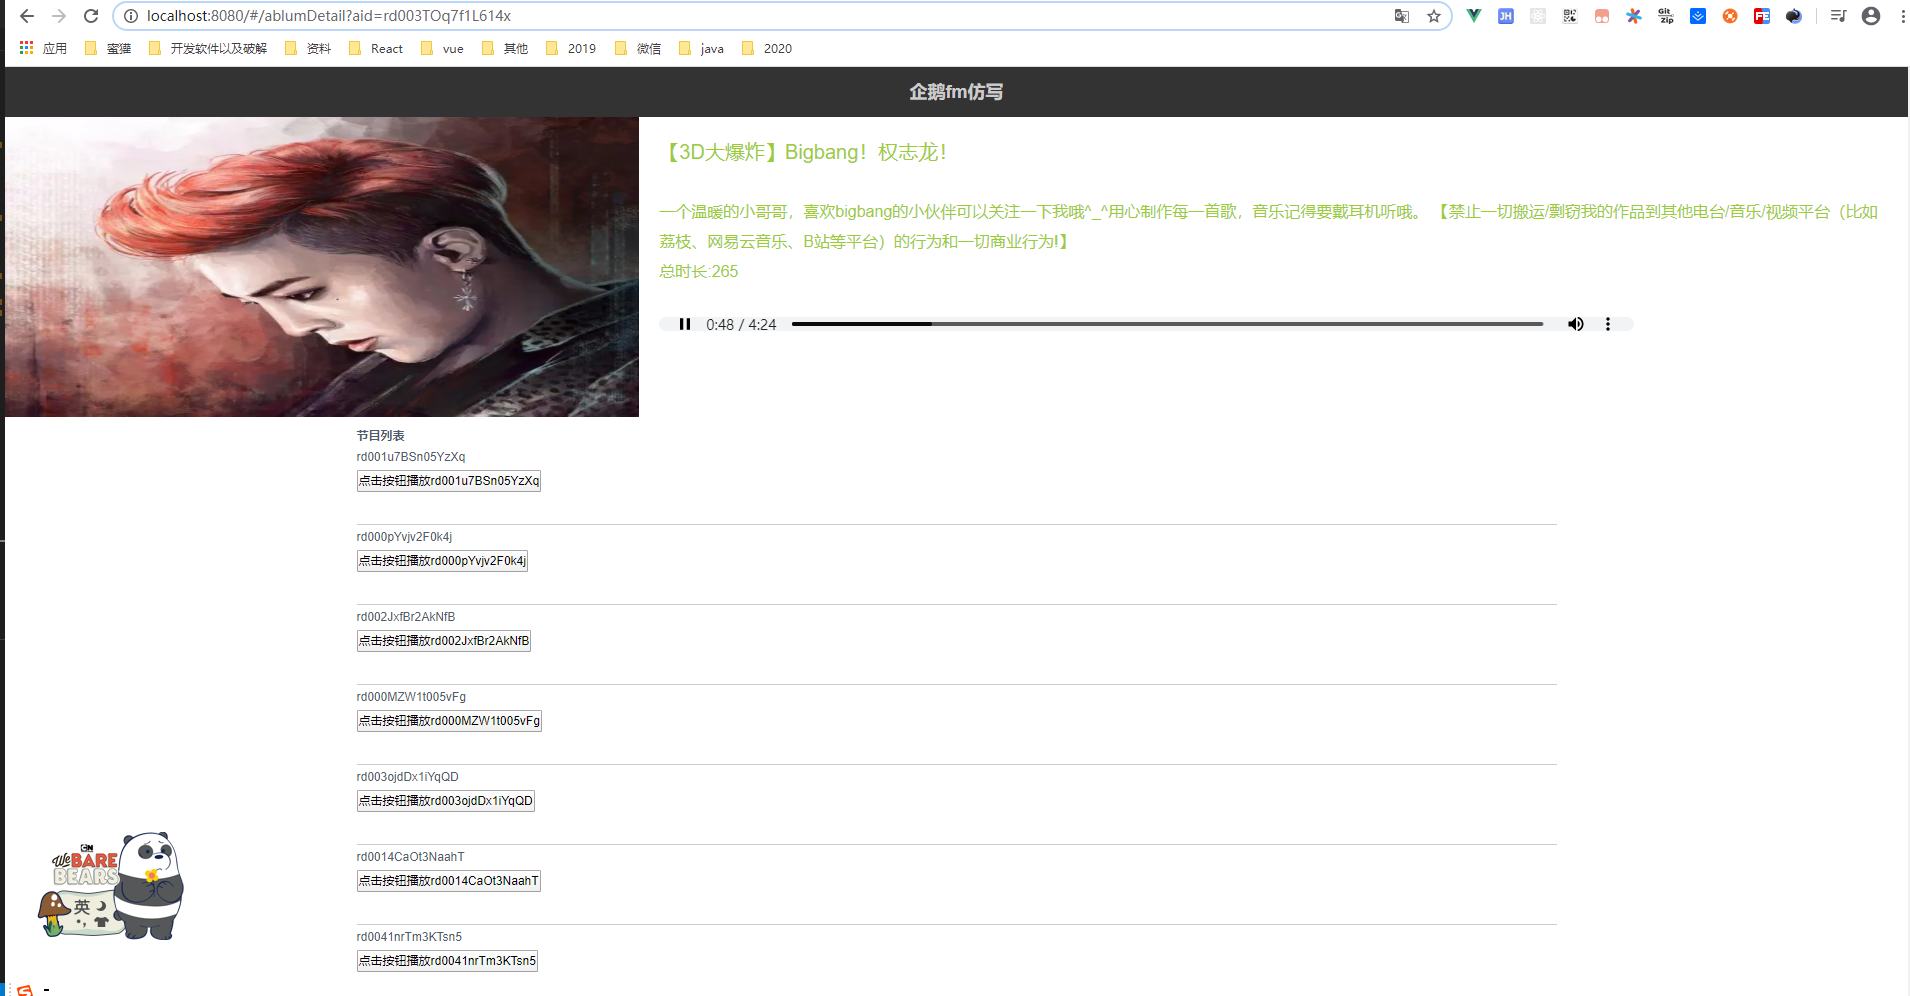 localhost:8080/#/ablumDetail?aid=rd003TOq7f1L614x
JH
Git
zip
FE
应用 蜜獾 开发软件以及破解 资料 React vue 其他 2019 微信 java 2020
企鹅fm仿写
【3D大爆炸】Bigbang！权志龙！
一个温暖的小哥哥，喜欢bigbang的小伙伴可以关注一下我哦^_^用心制作每一首歌，音乐记得要戴耳机听哦。 【禁止一切搬运/剽窃我的作品到其他电台/音乐/视频平台（比如
荔枝、网易云音乐、B站等平台）的行为和一切商业行为!】
总时长:265
0:48 / 4:24
节目列表
rd001u7BSn05YzXq
点击按钮播放rd001u7BSn05YzXq
rd000pYvjv2F0k4j
点击按钮播放rd000pYvjv2F0k4j
rd002JxfBr2AkNfB
点击按钮播放rd002JxfBr2AkNfB
rd000MZW1t005vFg
点击按钮播放rd000MZW1t005vFg
rd003ojdDx1iYqQD
点击按钮播放rd003ojdDx1iYqQD
rd0014CaOt3NaahT
点击按钮播放rd0014CaOt3NaahT
rd0041nrTm3KTsn5
点击按钮播放rd0041nrTm3KTsn5
CN
We BARE
BEARS
英